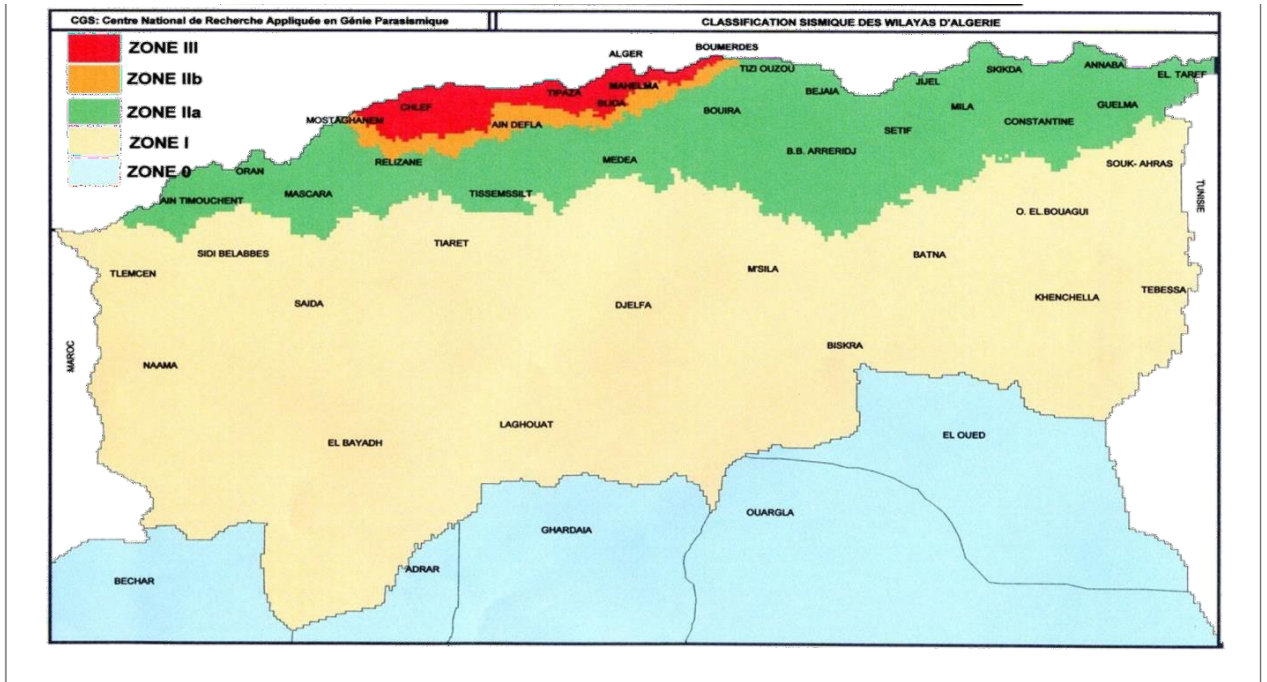 CGS: Centre National de Recherche Appliquée en Génie Parasismique
CLASSIFICATION SISMIQUE DES WILAYAS D'ALGERIE
ZONE III
ZONE IIb
ZONE IIa
ZONE I
ZONE 0
ALGER
BOUMERDES
TIZI OUZOU
MAHELMA
TIPAZA
BLIDA
CHLEF
MOSTAGHANEM
AIN DEFLA
RELIZANE
BOUIRA
BEJAIA
JIJEL
SKIKDA
ANNABA
EL. TAREF
MILA
GUELMA
CONSTANTINE
SETIF
B.B. ARRERIDJ
MEDEA
ORAN
MASCARA
AIN TIMOUCHENT
TISSEMSSILT
SOUK- AHRAS
TUNISIE
O. EL.BOUAGUI
TIARET
SIDI BELABBES
TLEMCEN
SAIDA
DJELFA
M'SILA
BATNA
KHENCHELLA
TEBESSA
BISKRA
MAROC
NAAMA
EL BAYADH
LAGHOUAT
EL OUED
OUARGLA
GHARDAIA
ADRAR
BECHAR